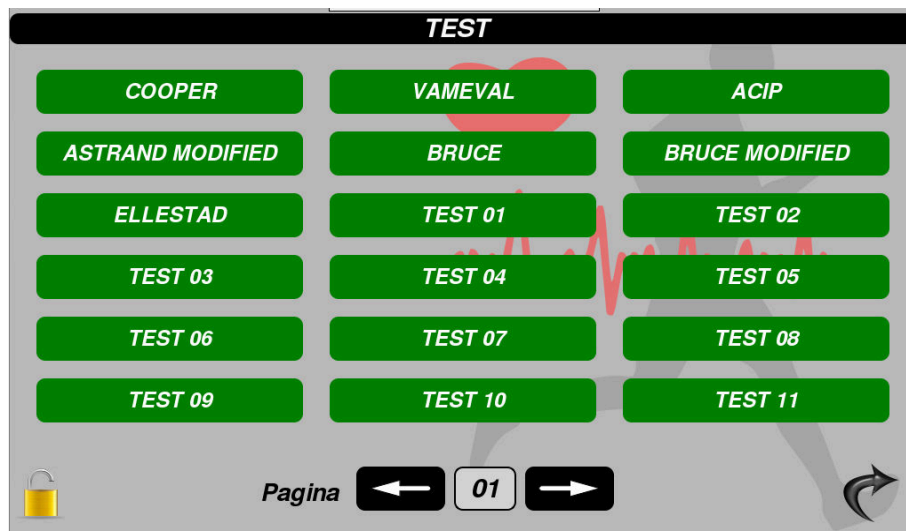 TEST
COOPER VAMEVAL ACIP
ASTRAND MODIFIED BRUCE BRUCE MODIFIED
ELLESTAD TEST 01 TEST 02
TEST 03 TEST 04 TEST 05
TEST 06 TEST 07 TEST 08
TEST 09 TEST 10 TEST 11
Pagina 01